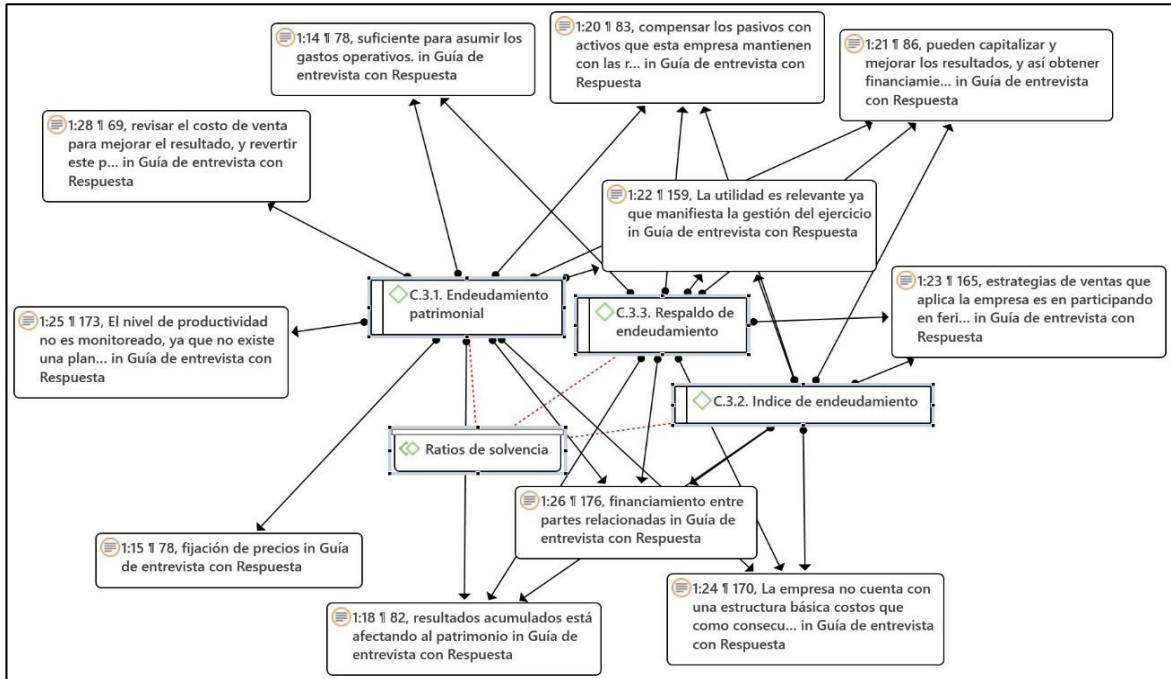 1:14 ¶ 78, suficiente para asumir los
gastos operativos. in Guía de
entrevista con Respuesta
1:20 ¶ 83, compensar los pasivos con
activos que esta empresa mantienen
con las r... in Guía de entrevista con
Respuesta
1:21 ¶ 86, pueden capitalizar y
mejorar los resultados, y así obtener
financiamie... in Guía de entrevista
con Respuesta
1:28 ¶ 69, revisar el costo de venta
para mejorar el resultado, y revertir
este p... in Guía de entrevista con
Respuesta
1:22 ¶ 159, La utilidad es relevante ya
que manifiesta la gestión del ejercicio
in Guía de entrevista con Respuesta
C.3.1. Endeudamiento
patrimonial
C.3.3. Respaldo de
endeudamiento
1:23 ¶ 165, estrategias de ventas que
aplica la empresa es en participando
en feri... in Guía de entrevista con
Respuesta
1:25 ¶ 173, El nivel de productividad
no es monitoreado, ya que no existe
una plan... in Guía de entrevista con
Respuesta
C.3.2. Indice de endeudamiento
Ratios de solvencia
1:26 ¶ 176, financiamiento entre
partes relacionadas in Guía de
entrevista con Respuesta
1:15 ¶ 78, fijación de precios in Guía
de entrevista con Respuesta
1:18 ¶ 82, resultados acumulados está
afectando al patrimonio in Guía de
entrevista con Respuesta
1:24 ¶ 170, La empresa no cuenta con
una estructura básica costos que
como consecu... in Guía de entrevista
con Respuesta